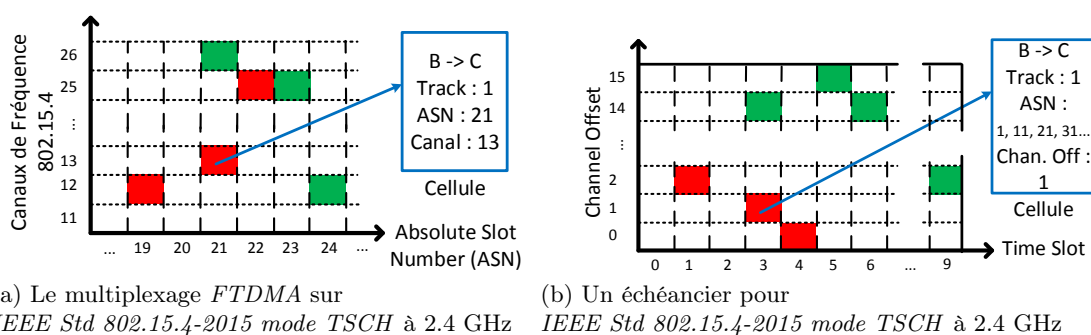 26
25
...
13
12
11
Canaux de Fréquence
802.15.4
... 19 20 21 22 23 24 ...
Absolute Slot
Number (ASN)
B -> C
Track : 1
ASN : 21
Canal : 13
Cellule
15
14
...
2
1
0
Channel Offset
0 1 2 3 4 5 6 ... 9
Time Slot
B -> C
Track : 1
ASN :
1, 11, 21, 31...
Chan. Off :
1
Cellule
a) Le multiplexage FTDMA sur
IEEE Std 802.15.4-2015 mode TSCH à 2.4 GHz
(b) Un échéancier pour
IEEE Std 802.15.4-2015 mode TSCH à 2.4 GHz